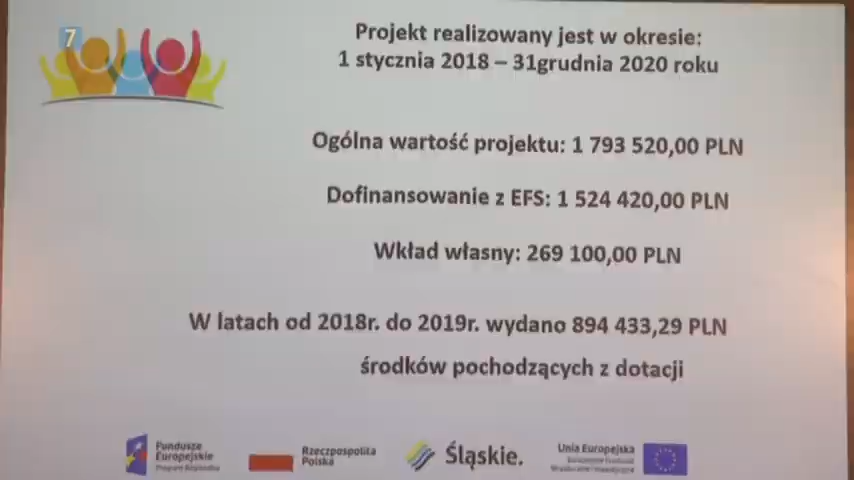 7
Projekt realizowany jest w okresie:
1 stycznia 2018 – 31grudnia 2020 roku
Ogólna wartość projektu: 1 793 520,00 PLN
Dofinansowanie z EFS: 1 524 420,00 PLN
Wkład własny: 269 100,00 PLN
W latach od 2018r. do 2019r. wydano 894 433,29 PLN
środków pochodzących z dotacji
Fundusze
Europejskie
Program Regionalny
Rzeczpospolita
Polska
Śląskie.
Unia Europejska